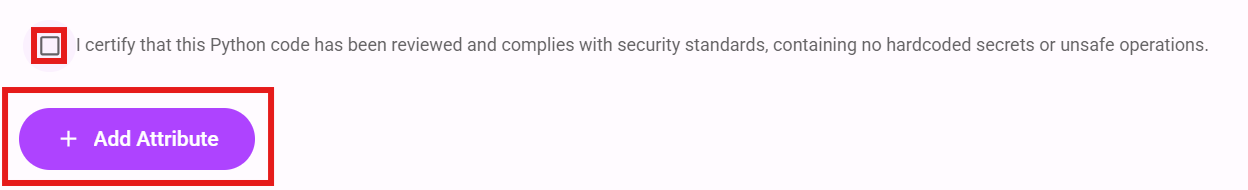 I certify that this Python code has been reviewed and complies with security standards, containing no hardcoded secrets or unsafe operations.
+ Add Attribute